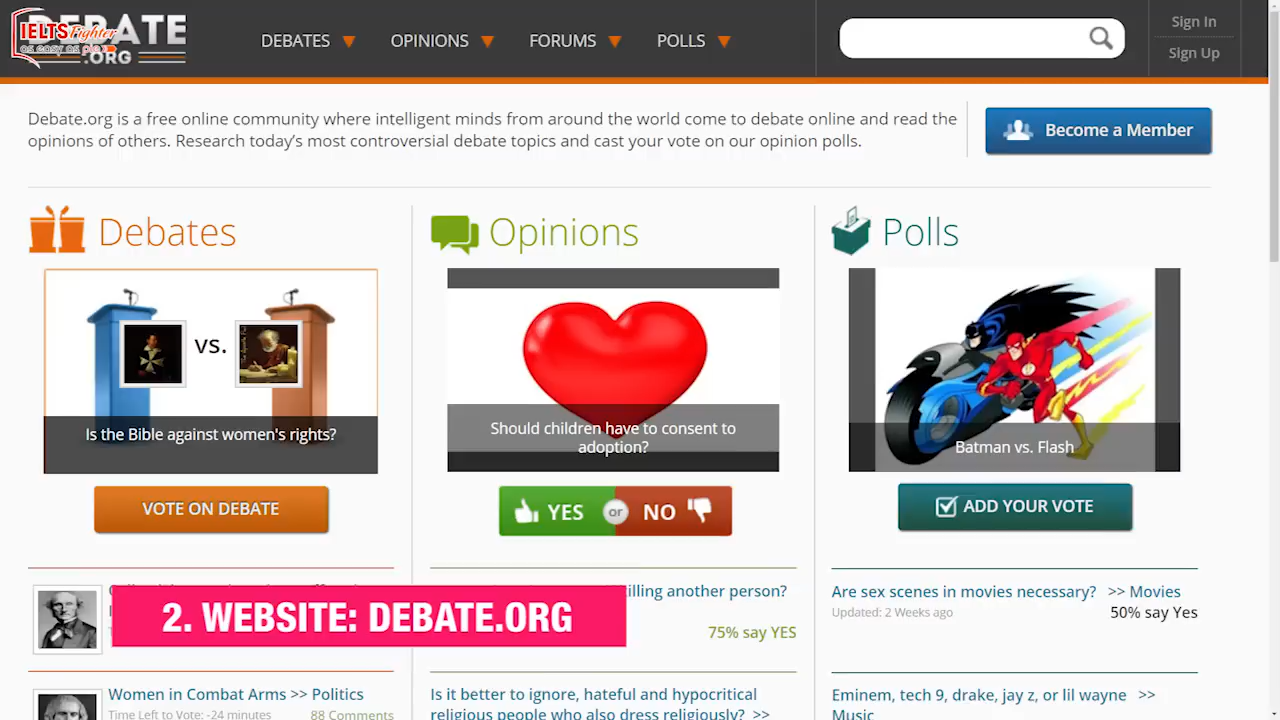 IELTS Fighter
as easy as pie
DEBATE
.ORG
DEBATES
OPINIONS
FORUMS
POLLS
Sign In
Sign Up
Debate.org is a free online community where intelligent minds from around the world come to debate online and read the
opinions of others. Research today's most controversial debate topics and cast your vote on our opinion polls.
Become a Member
Debates
vs.
Is the Bible against women's rights?
VOTE ON DEBATE
Women in Combat Arms >> Politics
Time Left to Vote: -24 minutes
88 Comments
Opinions
Should children have to consent to
adoption?
YES or NO
killing another person?
75% say YES
Is it better to ignore, hateful and hypocritical
religious people who also dress religiously? >>
Polls
Batman vs. Flash
ADD YOUR VOTE
Are sex scenes in movies necessary? >> Movies
Updated: 2 Weeks ago
50% say Yes
Eminem, tech 9, drake, jay z, or lil wayne >>
Music
2. WEBSITE: DEBATE.ORG